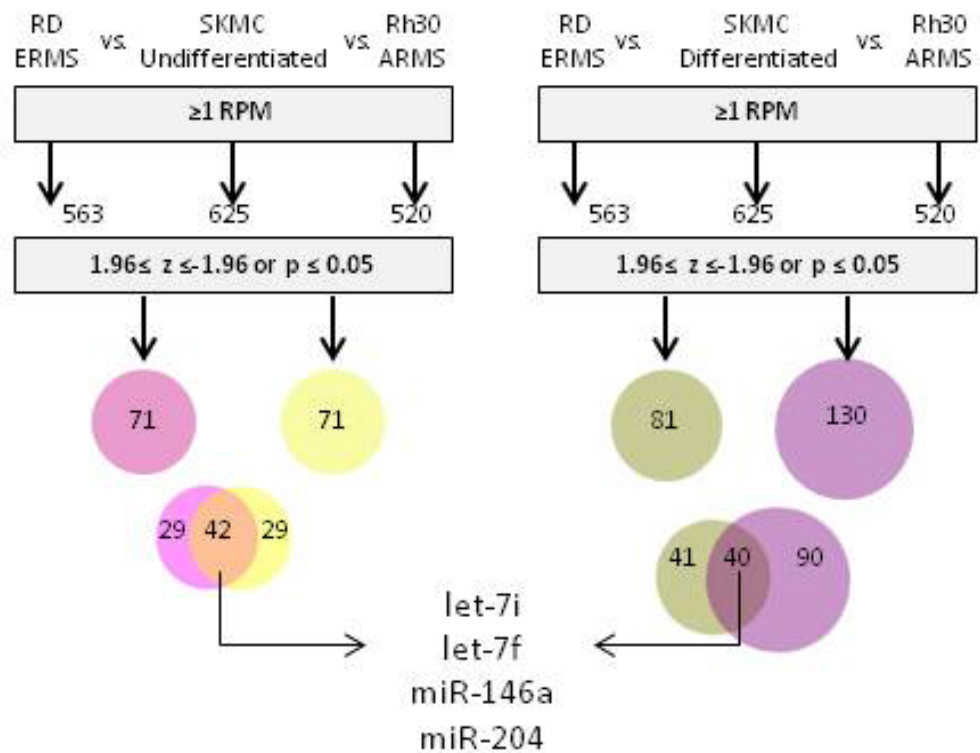 RD ERMS vs. SKMC Undifferentiated vs. Rh30 ARMS
≥1 RPM
563 625 520
1.96≤ z ≤-1.96 or p ≤ 0.05
71 71
29 42 29
RD ERMS vs. SKMC Differentiated vs. Rh30 ARMS
≥1 RPM
563 625 520
1.96≤ z ≤-1.96 or p ≤ 0.05
81 130
41 40 90
let-7i
let-7f
miR-146a
miR-204